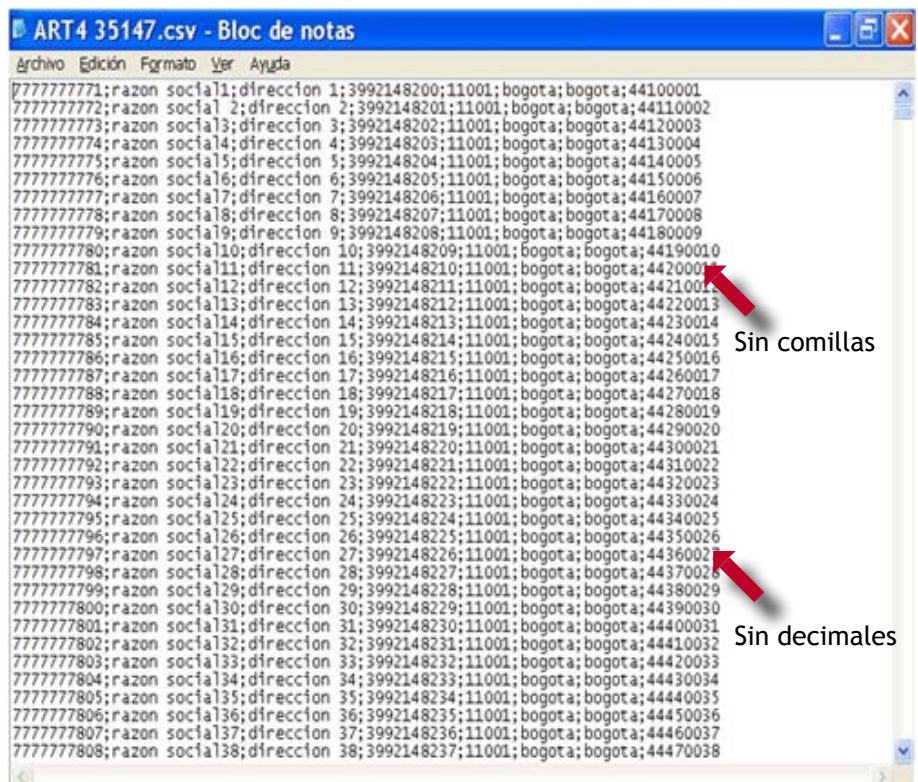 ART4 35147.csv - Bloc de notas
Archivo Edición Formato Ver Ayuda
7777777771;razon social1;direccion 1;3992148200;11001;bogota;bogota;44100001
7777777772;razon social 2;direccion 2;3992148201;11001;bogota;bogota;44110002
7777777773;razon social3;direccion 3;3992148202;11001;bogota;bogota;44120003
7777777774;razon social4;direccion 4;3992148203;11001;bogota;bogota;44130004
7777777775;razon social5;direccion 5;3992148204;11001;bogota;bogota;44140005
7777777776;razon social6;direccion 6;3992148205;11001;bogota;bogota;44150006
7777777777;razon social7;direccion 7;3992148206;11001;bogota;bogota;44160007
7777777778;razon social8;direccion 8;3992148207;11001;bogota;bogota;44170008
7777777779;razon social9;direccion 9;3992148208;11001;bogota;bogota;44180009
7777777780;razon social10;direccion 10;3992148209;11001;bogota;bogota;44190010
7777777781;razon social11;direccion 11;3992148210;11001;bogota;bogota;4420001
7777777782;razon social12;direccion 12;3992148211;11001;bogota;bogota;44210012
7777777783;razon social13;direccion 13;3992148212;11001;bogota;bogota;44220013
7777777784;razon social14;direccion 14;3992148213;11001;bogota;bogota;44230014
7777777785;razon social15;direccion 15;3992148214;11001;bogota;bogota;44240015
Sin comillas
7777777786;razon social16;direccion 16;3992148215;11001;bogota;bogota;44250016
7777777787;razon social17;direccion 17;3992148216;11001;bogota;bogota;44260017
7777777788;razon social18;direccion 18;3992148217;11001;bogota;bogota;44270018
7777777789;razon social19;direccion 19;3992148218;11001;bogota;bogota;44280019
7777777790;razon social20;direccion 20;3992148219;11001;bogota;bogota;44290020
7777777791;razon social21;direccion 21;3992148220;11001;bogota;bogota;44300021
7777777792;razon social22;direccion 22;3992148221;11001;bogota;bogota;44310022
7777777793;razon social23;direccion 23;3992148222;11001;bogota;bogota;44320023
7777777794;razon social24;direccion 24;3992148223;11001;bogota;bogota;44330024
7777777795;razon social25;direccion 25;3992148224;11001;bogota;bogota;44340025
7777777796;razon social26;direccion 26;3992148225;11001;bogota;bogota;44350026
7777777797;razon social27;direccion 27;3992148226;11001;bogota;bogota;44360027
7777777798;razon social28;direccion 28;3992148227;11001;bogota;bogota;44370028
7777777799;razon social29;direccion 29;3992148228;11001;bogota;bogota;44380029
7777777800;razon social30;direccion 30;3992148229;11001;bogota;bogota;44390030
7777777801;razon social31;direccion 31;3992148230;11001;bogota;bogota;44400031
Sin decimales
7777777802;razon social32;direccion 32;3992148231;11001;bogota;bogota;44410032
7777777803;razon social33;direccion 33;3992148232;11001;bogota;bogota;44420033
7777777804;razon social34;direccion 34;3992148233;11001;bogota;bogota;44430034
7777777805;razon social35;direccion 35;3992148234;11001;bogota;bogota;44440035
7777777806;razon social36;direccion 36;3992148235;11001;bogota;bogota;44450036
7777777807;razon social37;direccion 37;3992148236;11001;bogota;bogota;44460037
7777777808;razon social38;direccion 38;3992148237;11001;bogota;bogota;44470038